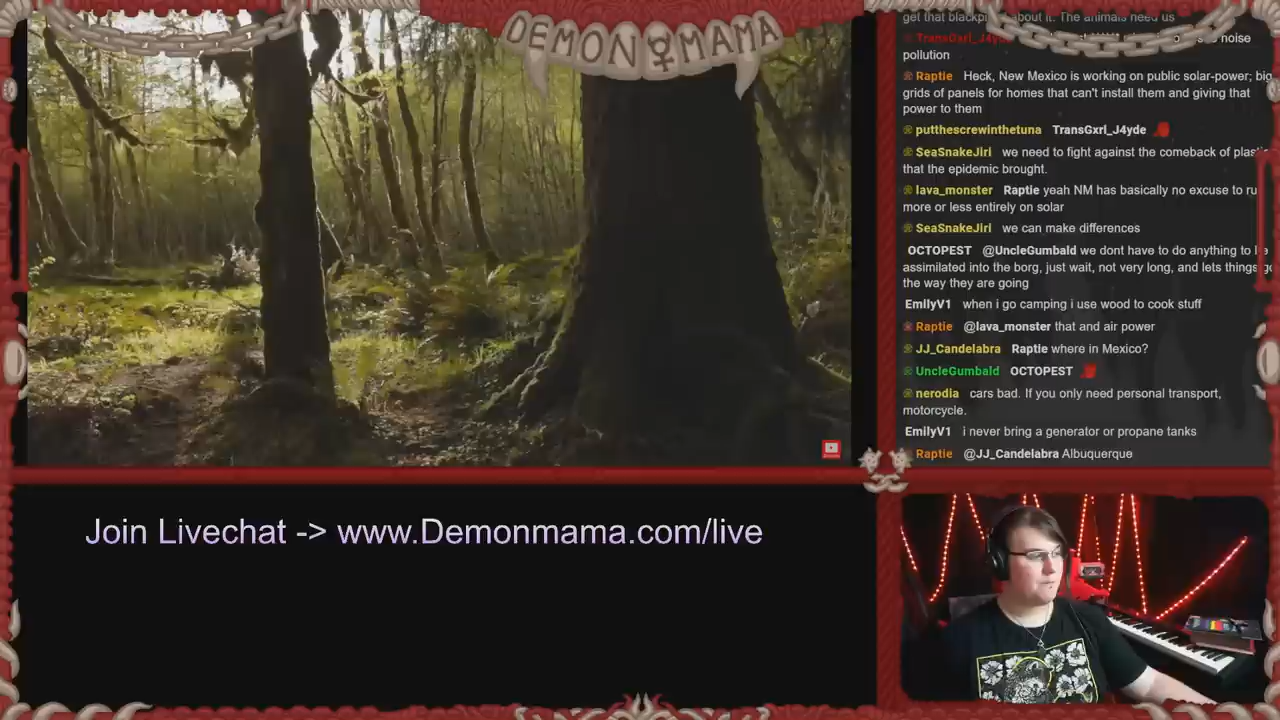 DEMON MAMA
about it. The animals need us
noise
pollution
Raptie Heck, New Mexico is working on public solar-power; big
grids of panels for homes that can't install them and giving that
power to them
putthescrewinthetuna TransGxrl_J4yde
SeaSnakeJiri we need to fight against the comeback of
that the epidemic brought.
lava_monster Raptie yeah NM has basically no excuse to
more or less entirely on solar
SeaSnakeJiri we can make differences
OCTOPEST @UncleGumbald we dont have to do anything to
assimilated into the borg, just wait, not very long, and lets things
the way they are going
EmilyV1 when i go camping i use wood to cook stuff
Raptie @lava_monster that and air power
JJ_Candelabra Raptie where in Mexico?
UncleGumbald OCTOPEST
nerodia cars bad. If you only need personal transport,
motorcycle.
EmilyV1 i never bring a generator or propane tanks
Raptie @JJ_Candelabra Albuquerque
Join Livechat -> www.Demonmama.com/live